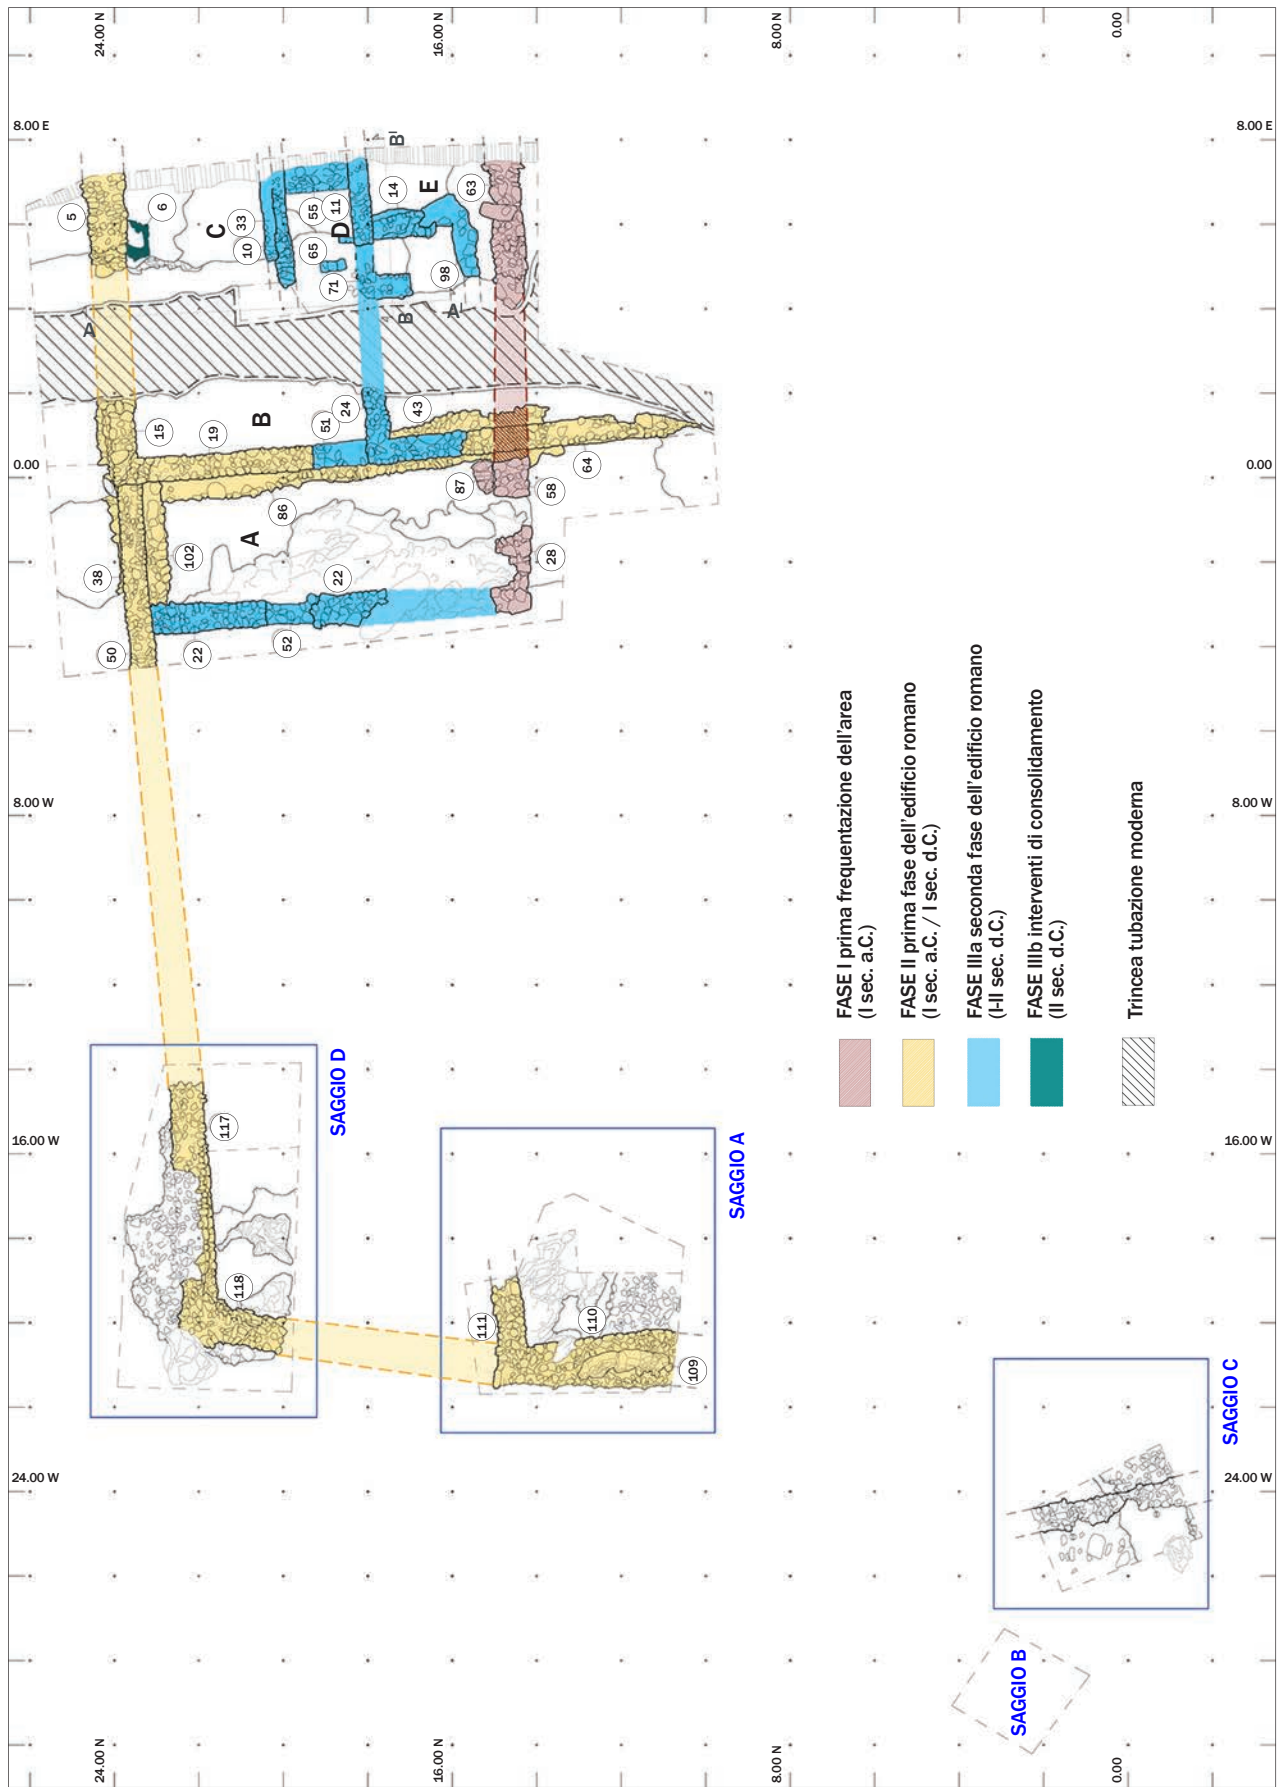 24.00 N
16.00 N
8.00 N
0.00
8.00 E
8.00 E
5
6
C
33
10
55
11
D
65
71
14
E
63
98
B'
B
A'
A
15
19
B
51
24
43
0.00
0.00
87
58
64
86
A
102
38
28
22
50
22
52
8.00 W
8.00 W
FASE I prima frequentazione dell'area
(I sec. a.C.)
FASE II prima fase dell'edificio romano
(I sec. a.C. / I sec. d.C.)
FASE IIIa seconda fase dell'edificio romano
(I-II sec. d.C.)
FASE IIIb interventi di consolidamento
(II sec. d.C.)
Trincea tubazione moderna
SAGGIO D
117
118
16.00 W
16.00 W
SAGGIO A
111
110
109
24.00 W
24.00 W
SAGGIO C
SAGGIO B
24.00 N
16.00 N
8.00 N
0.00